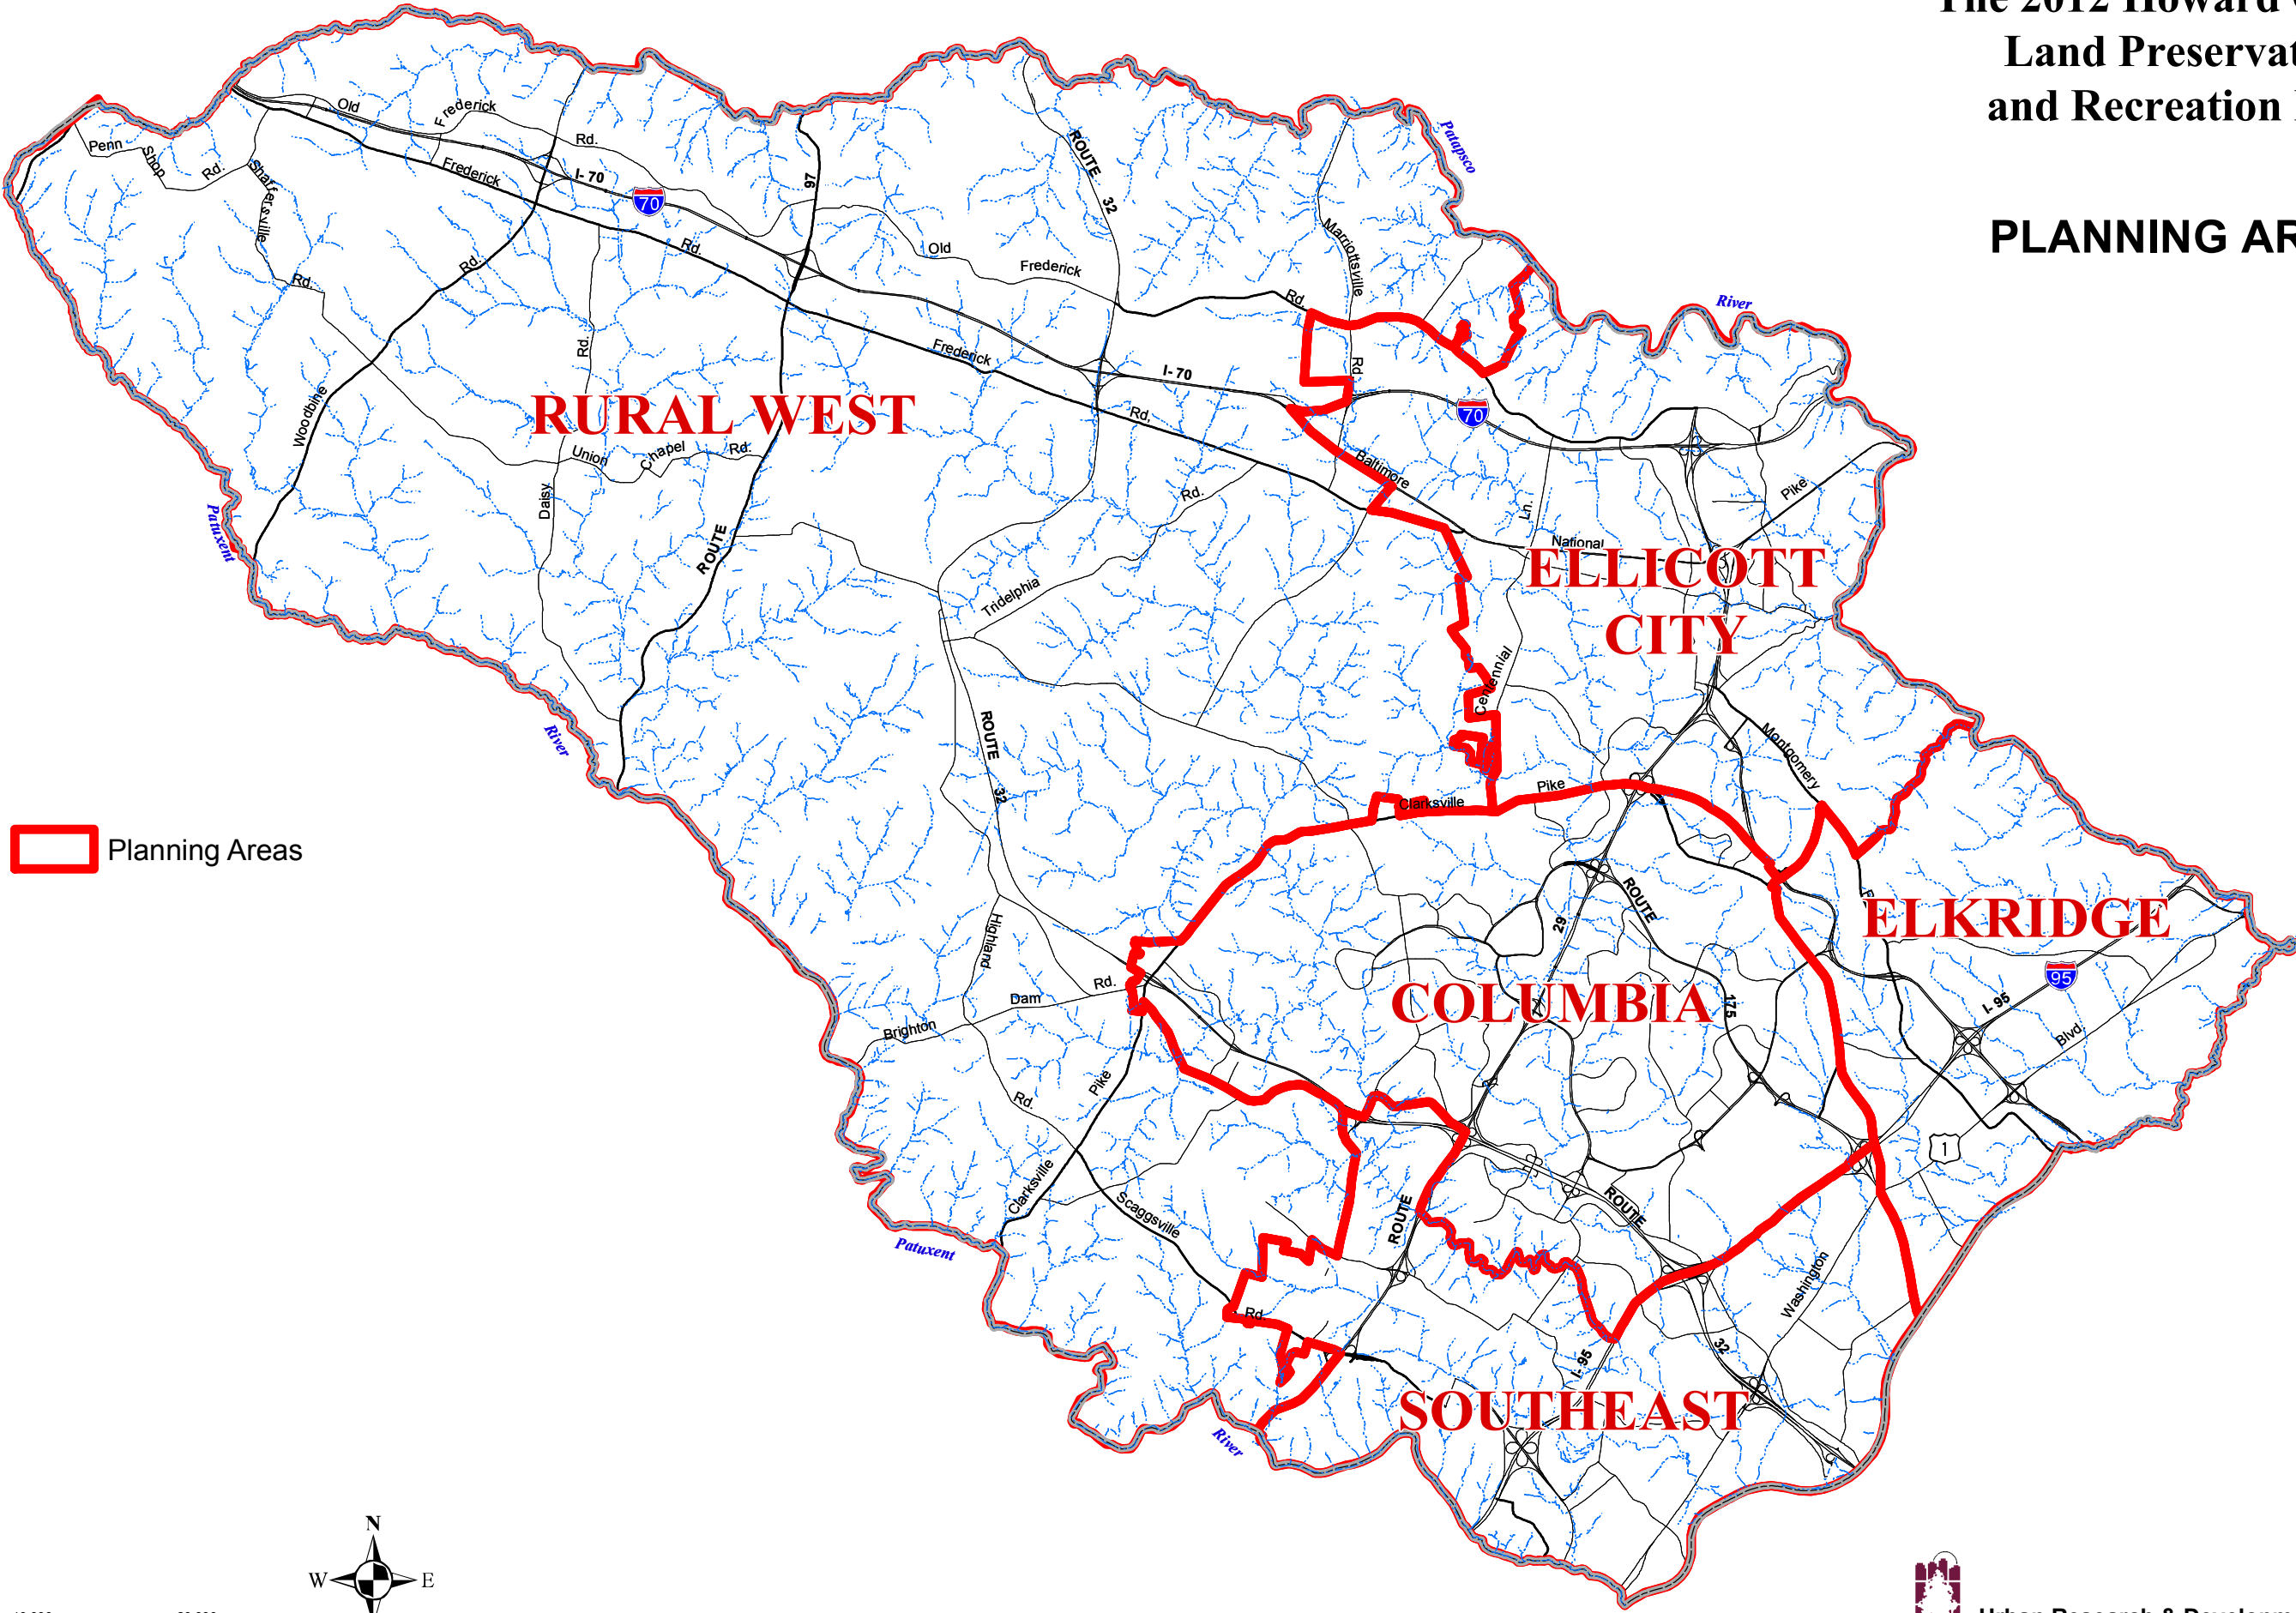 The 2012 Howard
Land Preservat
and Recreation
PLANNING AR
Patapsco
River
Old
Frederick
Rd.
Penn
Shop
Rd.
Shaffersville
Rd.
Frederick
Rd.
I-70
70
97
ROUTE
32
Old
Frederick
Rd.
Marriottsville
Rd.
Frederick
I-70
Rd.
70
RURAL WEST
Woodbine
Rd.
Rd.
Daisy
Union
Chapel
Rd.
ROUTE
Baltimore
National
Pike
Ln.
Rd.
Tridelphia
Patuxent
River
ELLICOTT
CITY
Centennial
Montgomery
ROUTE
32
Clarksville
Pike
Planning Areas
ELKRIDGE
95
I-95
Blvd.
1
ROUTE
29
175
COLUMBIA
Highland
Brighton
Dam
Rd.
Rd.
Pike
Clarksville
Scaggsville
Rd.
ROUTE
ROUTE
32
Washington
I-95
Patuxent
River
SOUTHEAST
N
W
E